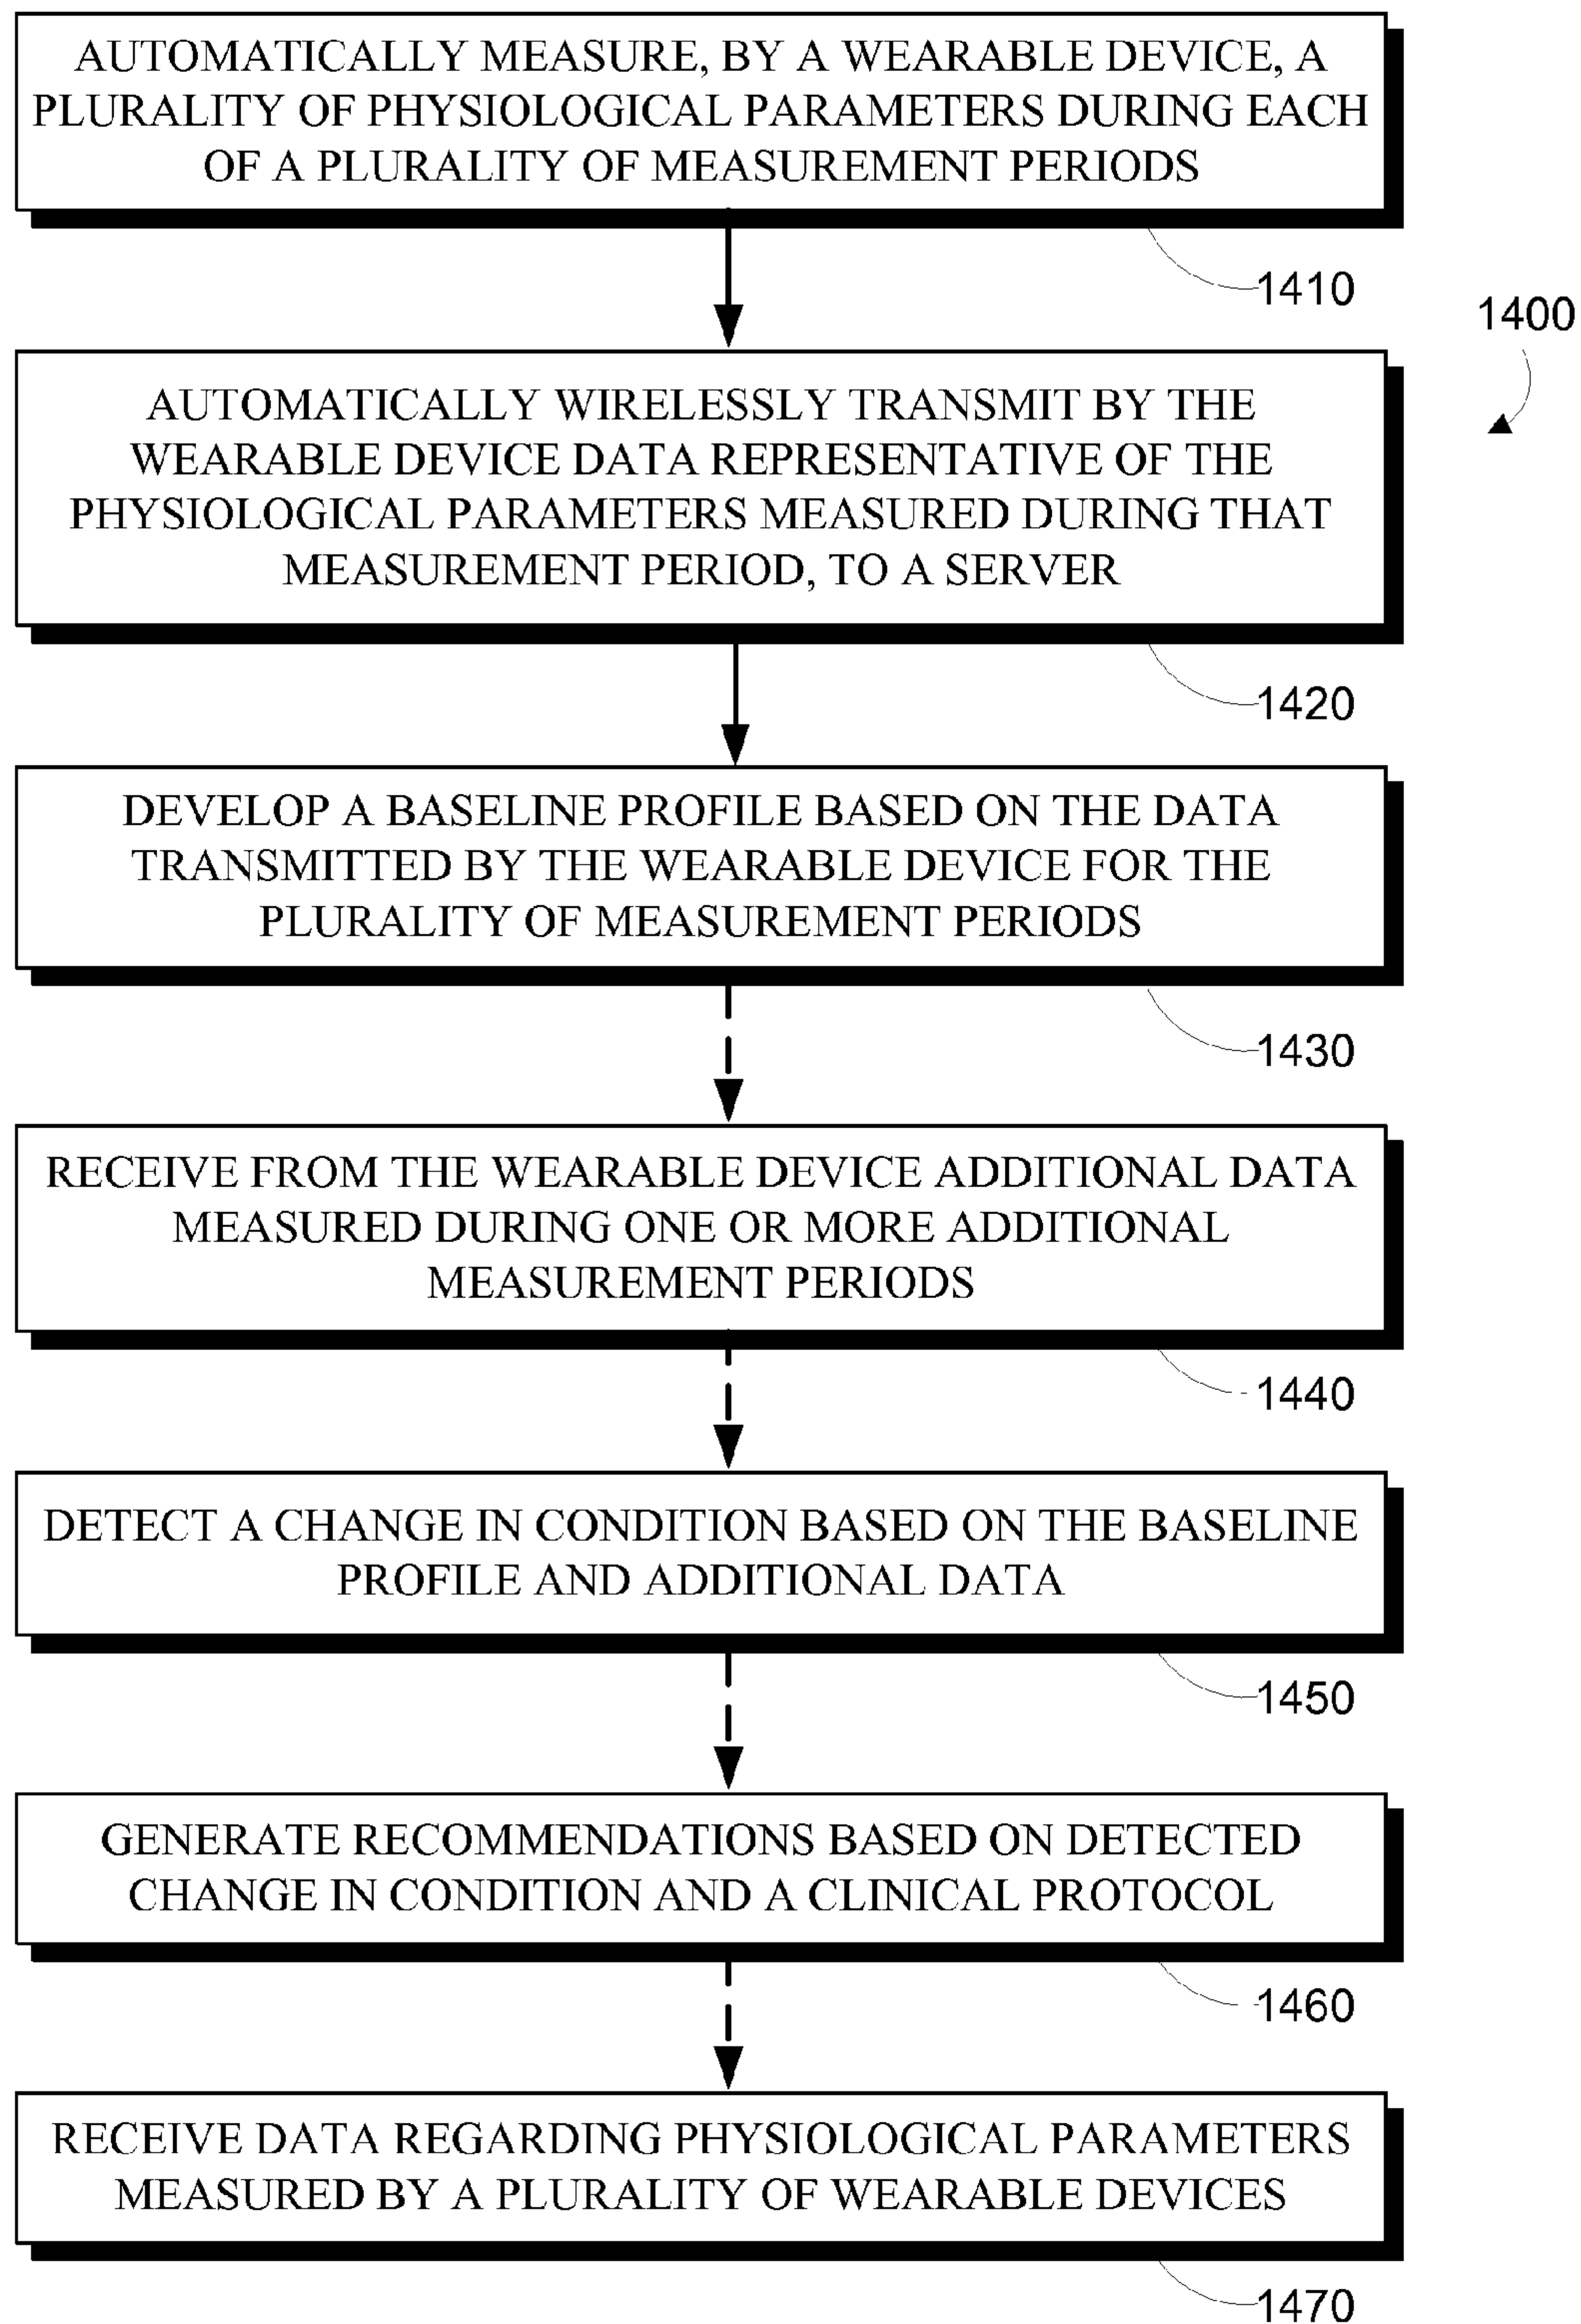 AUTOMATICALLY MEASURE, BY A WEARABLE DEVICE, A
PLURALITY OF PHYSIOLOGICAL PARAMETERS DURING EACH
OF A PLURALITY OF MEASUREMENT PERIODS
1410
1400
AUTOMATICALLY WIRELESSLY TRANSMIT BY THE
WEARABLE DEVICE DATA REPRESENTATIVE OF THE
PHYSIOLOGICAL PARAMETERS MEASURED DURING THAT
MEASUREMENT PERIOD, TO A SERVER
1420
DEVELOP A BASELINE PROFILE BASED ON THE DATA
TRANSMITTED BY THE WEARABLE DEVICE FOR THE
PLURALITY OF MEASUREMENT PERIODS
1430
RECEIVE FROM THE WEARABLE DEVICE ADDITIONAL DATA
MEASURED DURING ONE OR MORE ADDITIONAL
MEASUREMENT PERIODS
1440
DETECT A CHANGE IN CONDITION BASED ON THE BASELINE
PROFILE AND ADDITIONAL DATA
1450
GENERATE RECOMMENDATIONS BASED ON DETECTED
CHANGE IN CONDITION AND A CLINICAL PROTOCOL
1460
RECEIVE DATA REGARDING PHYSIOLOGICAL PARAMETERS
MEASURED BY A PLURALITY OF WEARABLE DEVICES
1470